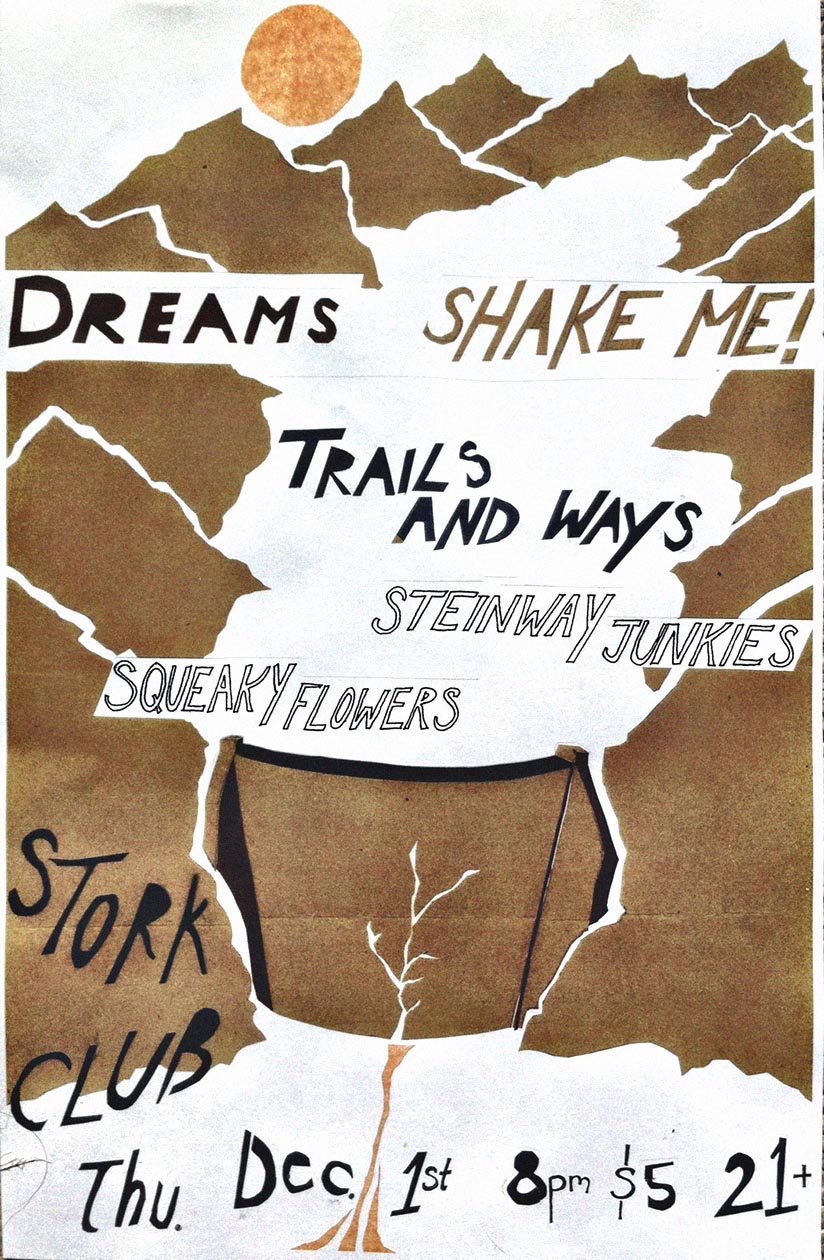 DREAMS SHAKE ME!
TRAILS
AND WAYS
STEINWAY JUNKIES
SQUEAKY FLOWERS
STORK
CLUB
Thu. Dec. 1st 8pm $5 21+